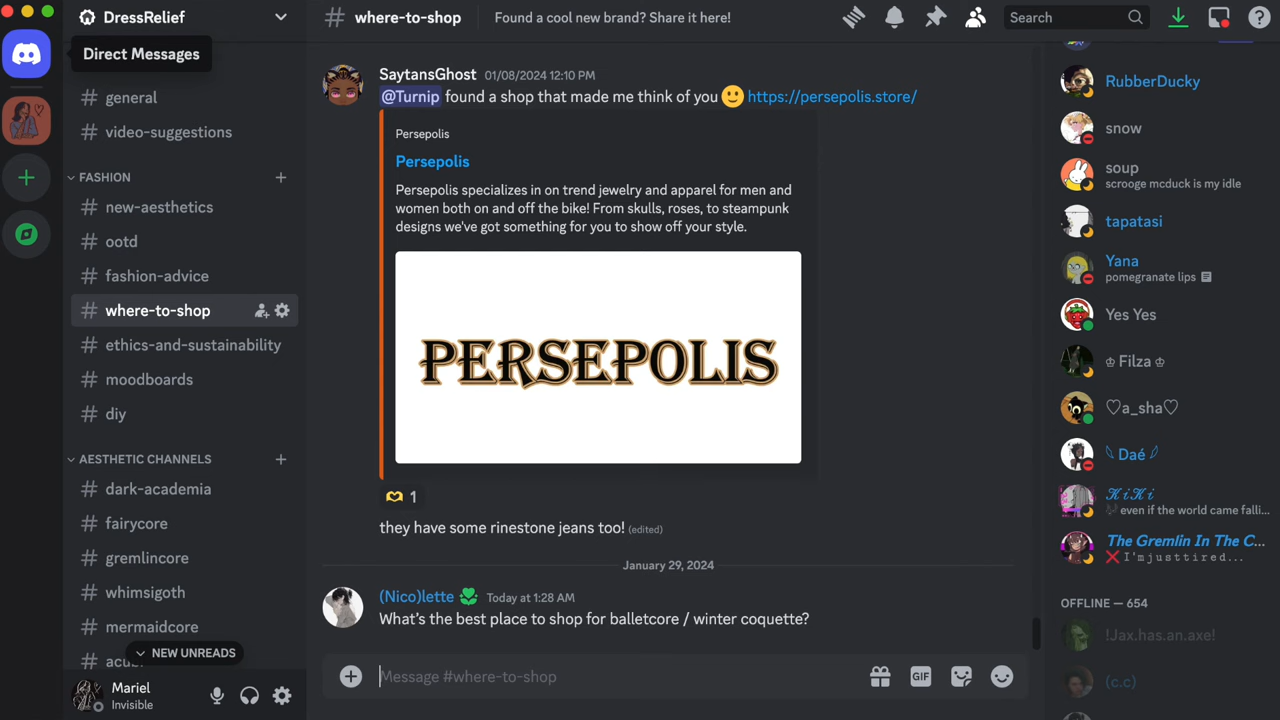 DressRelief
where-to-shop
Found a cool new brand? Share it here!
Search
Direct Messages
general
video-suggestions
FASHION
new-aesthetics
ootd
fashion-advice
where-to-shop
ethics-and-sustainability
moodboards
diy
AESTHETIC CHANNELS
dark-academia
fairycore
gremlincore
whimsigoth
mermaidcore
NEW UNREADS
Mariel
Invisible
SaytansGhost 01/08/2024 12:10 PM
@Turnip found a shop that made me think of you 🙂 https://persepolis.store/
Persepolis
Persepolis
Persepolis specializes in on trend jewelry and apparel for men and
women both on and off the bike! From skulls, roses, to steampunk
designs we've got something for you to show off your style.
PERSEPOLIS
1
they have some rinestone jeans too! (edited)
January 29, 2024
(Nico)lette Today at 1:28 AM
What's the best place to shop for balletcore / winter coquette?
Message #where-to-shop
GIF
RubberDucky
snow
soup
scrooge mcduck is my idle
tapatasi
Yana
pomegranate lips
Yes Yes
♔ Filza ♔
♡a_sha♡
Daé
𝒦𝒾𝒦𝒾
even if the world came falli...
The Gremlin In The C...
❌ I'mjusttired...
OFFLINE — 654
!Jax.has.an.axe!
(c.c)